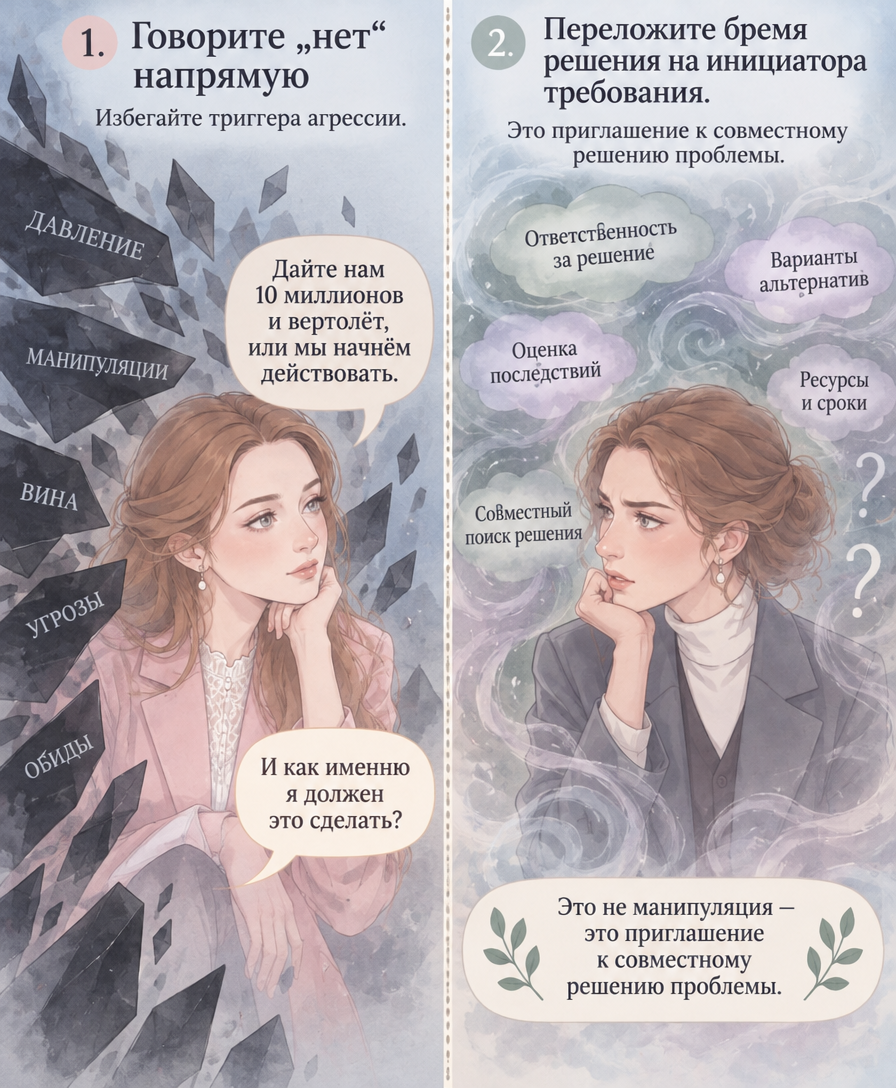 1. Говорите „нет“
напрямую
Избегайте триггера агрессии.
ДАВЛЕНИЕ
МАНИПУЛЯЦИИ
ВИНА
УГРОЗЫ
ОБИДЫ
Дайте нам
10 миллионов
и вертолёт,
или мы начнём
действовать.
И как именню
я должен
это сделать?
2. Переложите бремя
решения на инициатора
требования.
Это приглашение к совместному
решению проблемы.
Ответственность
за решение
Варианты
альтернатив
Оценка
последствий
Ресурсы
и сроки
Совместный
поиск решения
?
?
Это не манипуляция —
это приглашение
к совместному
решению проблемы.